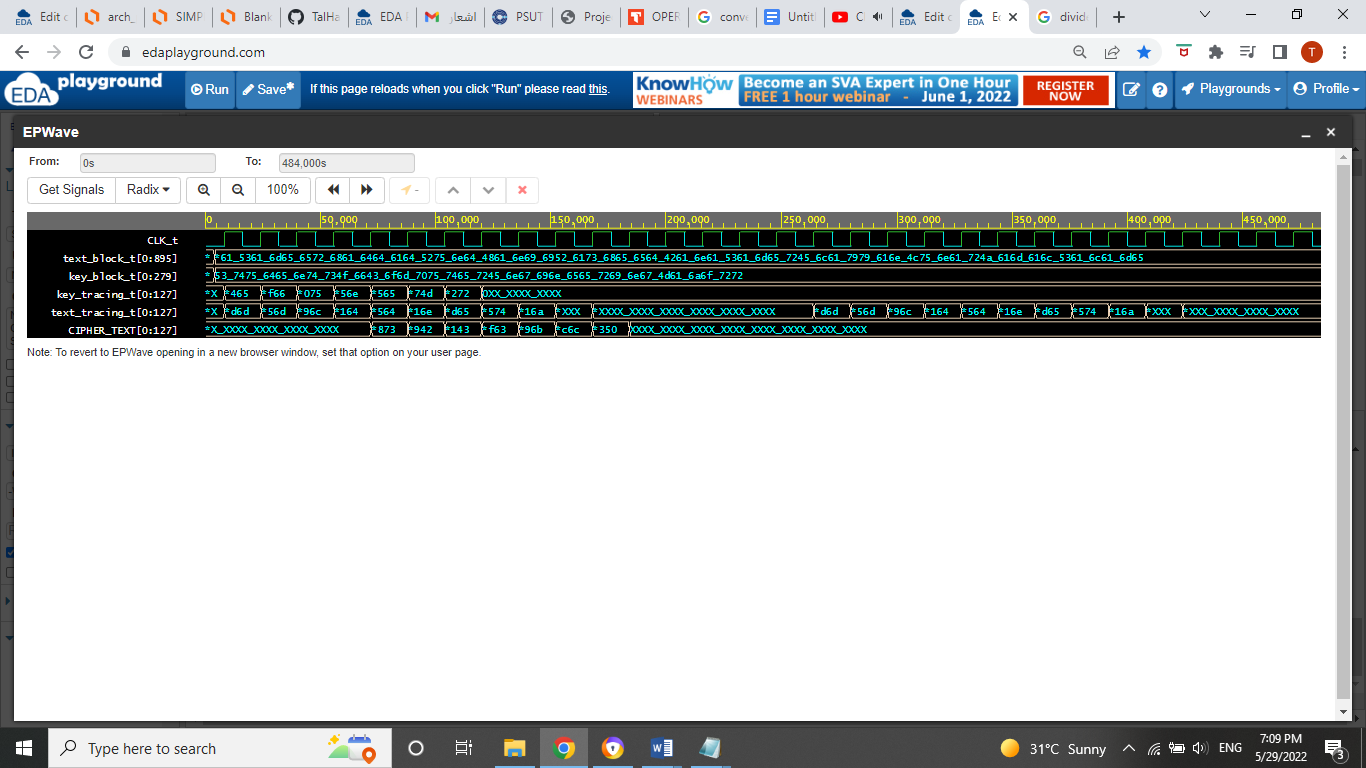 Edit c arch_ SIMP Blank TalHa EDA | اشعار PSUT Proje OPER conve Untitl Cl Edit c Ec divide
edaplayground.com T
EDA playground Run Save* If this page reloads when you click "Run" please read this. KnowHow WEBINARS Become an SVA Expert in One Hour FREE 1 hour webinar - June 1, 2022 REGISTER NOW Playgrounds Profile
EPWave
From: 0s To: 484,000s
Get Signals Radix 100%
0 50,000 100,000 150,000 200,000 250,000 300,000 350,000 400,000 450,000
CLK_t
text_block_t[0:895] * *61_5361_6d65_6572_6861_6464_6164_5275_6e64_4861_6e69_6952_6173_6865_6564_4261_6e61_5361_6d65_7245_6c61_7979_616e_4c75_6e61_724a_616d_616c_5361_6c61_6d65
key_block_t[0:279] * 53_7475_6465_6e74_734f_6643_6f6d_7075_7465_7245_6e67_696e_6565_7269_6e67_4d61_6a6f_7272
key_tracing_t[0:127] *X *465 *f66 *075 *56e *565 *74d *272 0XX_XXXX_XXXX
text_tracing_t[0:127] *X *d6d *56d *96c *164 *564 *16e *d65 *574 *16a *XXX *XXXX_XXXX_XXXX_XXXX_XXXX_XXXX *d6d *56d *96c *164 *564 *16e *d65 *574 *16a *XXX *XXX_XXXX_XXXX_XXXX
CIPHER_TEXT[0:127] *X_XXXX_XXXX_XXXX_XXXX *873 *942 *143 *f63 *96b *c6c *350 XXXX_XXXX_XXXX_XXXX_XXXX_XXXX_XXXX_XXXX
Note: To revert to EPWave opening in a new browser window, set that option on your user page.
Type here to search 31°C Sunny ENG 7:09 PM
5/29/2022 3